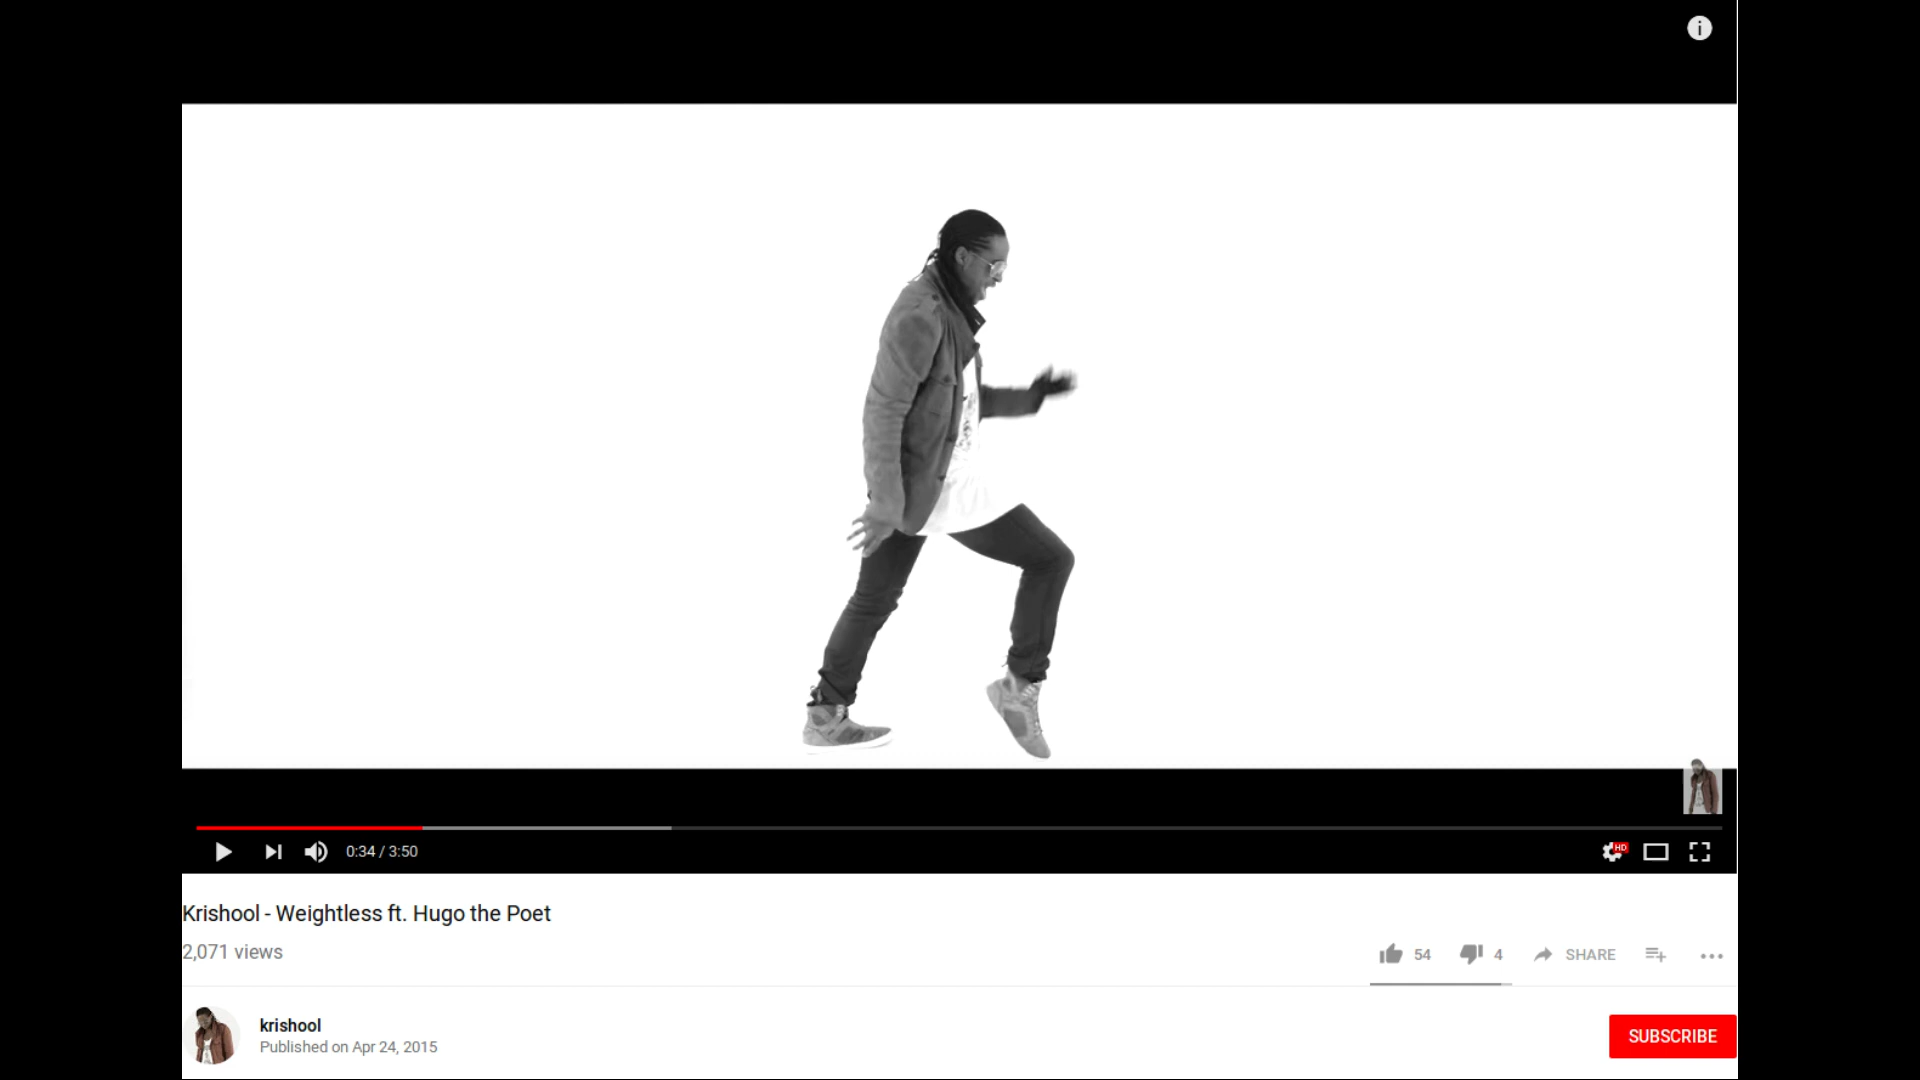 i
HD
0:34 / 3:50
Krishool - Weightless ft. Hugo the Poet
2,071 views
54 4 SHARE
krishool
Published on Apr 24, 2015
SUBSCRIBE